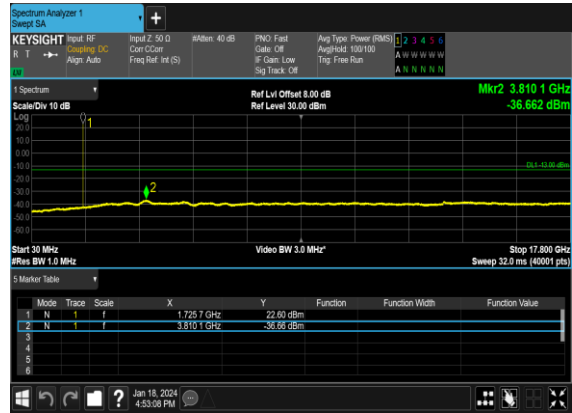 Spectrum Analyzer 1
Swept SA
+
KEYSIGHT Input: RF Input Z: 50 Ω #Atten: 40 dB PNO: Fast Avg Type: Power (RMS) 1 2 3 4 5 6
R T Coupling: DC Corr CCorr Gate: Off Avg|Hold: 100/100 A W W W W W
Align: Auto Freq Ref: Int (S) IF Gain: Low Trig: Free Run
Sig Track: Off A N N N N N
LXI
1 Spectrum Ref Lvl Offset 8.00 dB Mkr2 3.810 1 GHz
Scale/Div 10 dB Ref Level 30.00 dBm -36.662 dBm
Log
20.0
10.0
0.00
-10.0
-20.0
-30.0
-40.0
-50.0
-60.0
1
2
DL1 -13.00 dBm
Start 30 MHz Video BW 3.0 MHz* Stop 17.800 GHz
#Res BW 1.0 MHz Sweep 32.0 ms (40001 pts)
5 Marker Table
Mode Trace Scale X Y Function Function Width Function Value
1 N 1 f 1.725 7 GHz 22.60 dBm
2 N 1 f 3.810 1 GHz -36.66 dBm
3
4
5
6
? Jan 18, 2024
4:53:08 PM